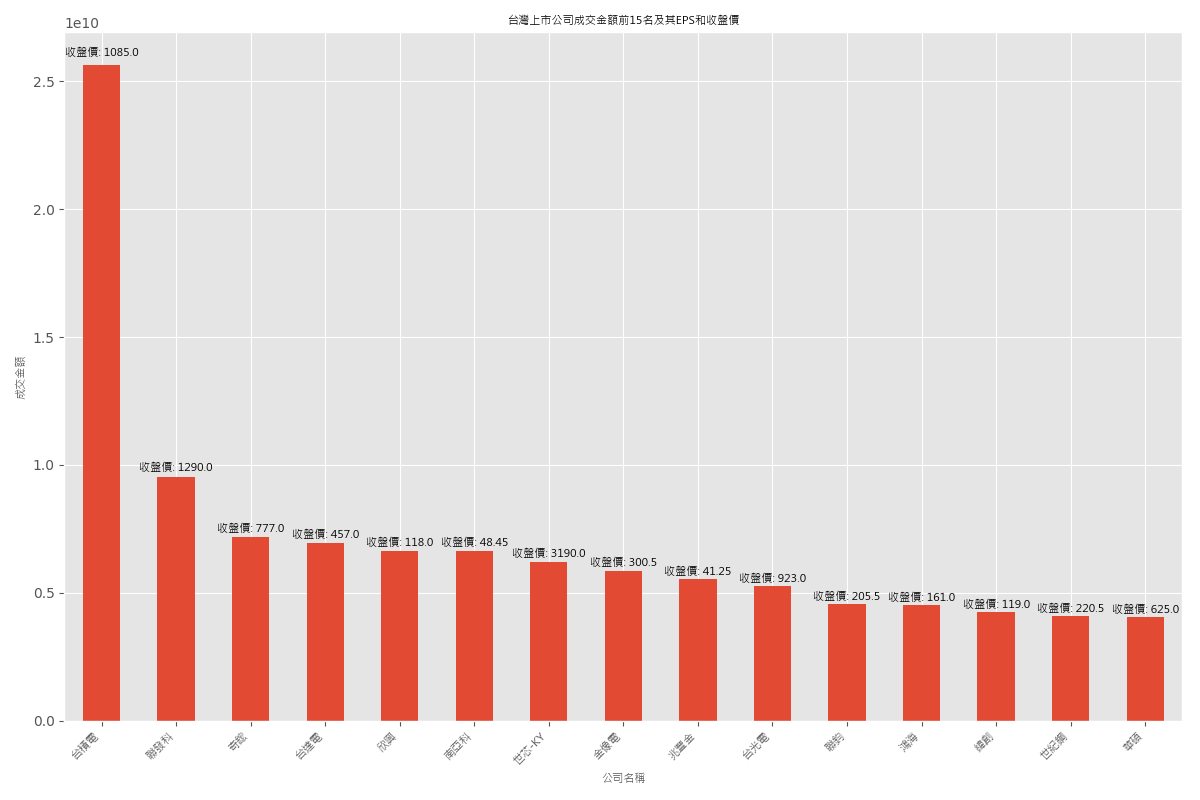 台灣上市公司成交金額前15名及其EPS和收盤價
1e10
收盤價: 1085.0
收盤價: 1290.0
收盤價: 777.0
收盤價: 457.0
收盤價: 118.0
收盤價: 48.45
收盤價: 3190.0
收盤價: 300.5
收盤價: 41.25
收盤價: 923.0
收盤價: 205.5
收盤價: 161.0
收盤價: 119.0
收盤價: 220.5
收盤價: 625.0
2.5
2.0
1.5
1.0
0.5
0.0
成交金額
台積電
聯發科
奇鋐
台達電
欣興
南亞科
世芯-KY
金像電
兆豐金
台光電
聯鈞
鴻海
緯創
世紀鋼
華碩
公司名稱